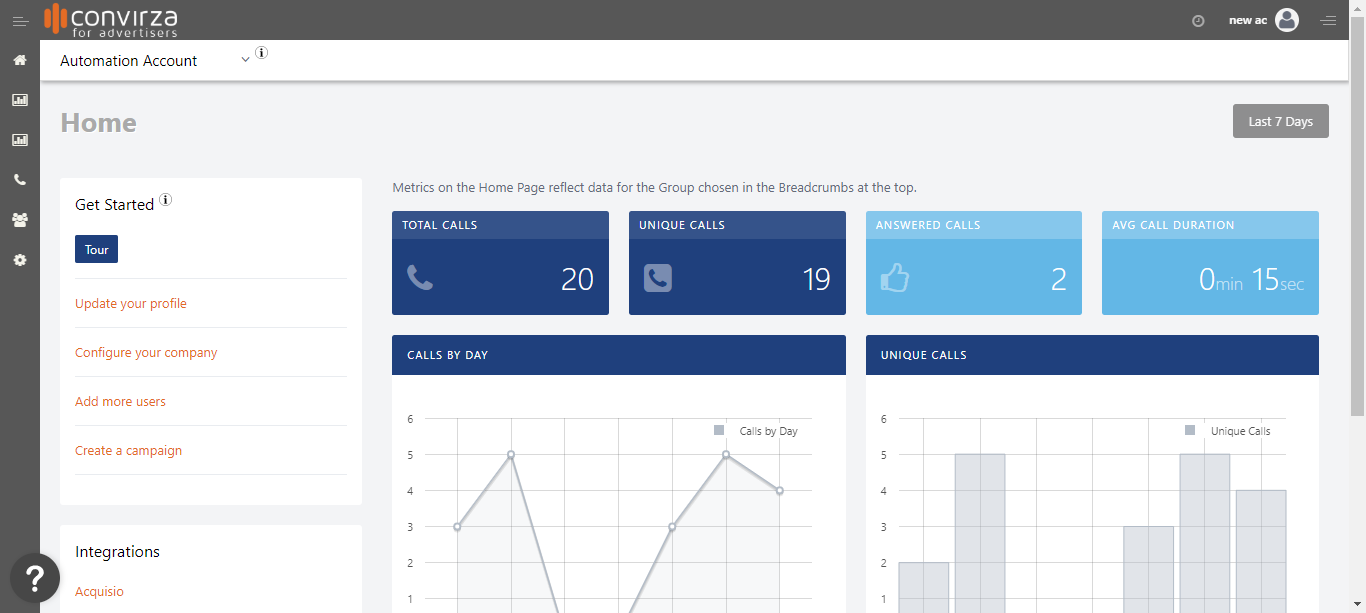 convirza
for advertisers
new ac
Automation Account
Home
Last 7 Days
Get Started
Tour
Update your profile
Configure your company
Add more users
Create a campaign
Integrations
Acquisio
?
Metrics on the Home Page reflect data for the Group chosen in the Breadcrumbs at the top.
TOTAL CALLS
20
UNIQUE CALLS
19
ANSWERED CALLS
2
AVG CALL DURATION
0min 15sec
CALLS BY DAY
Calls by Day
6
5
4
3
2
1
UNIQUE CALLS
Unique Calls
6
5
4
3
2
1